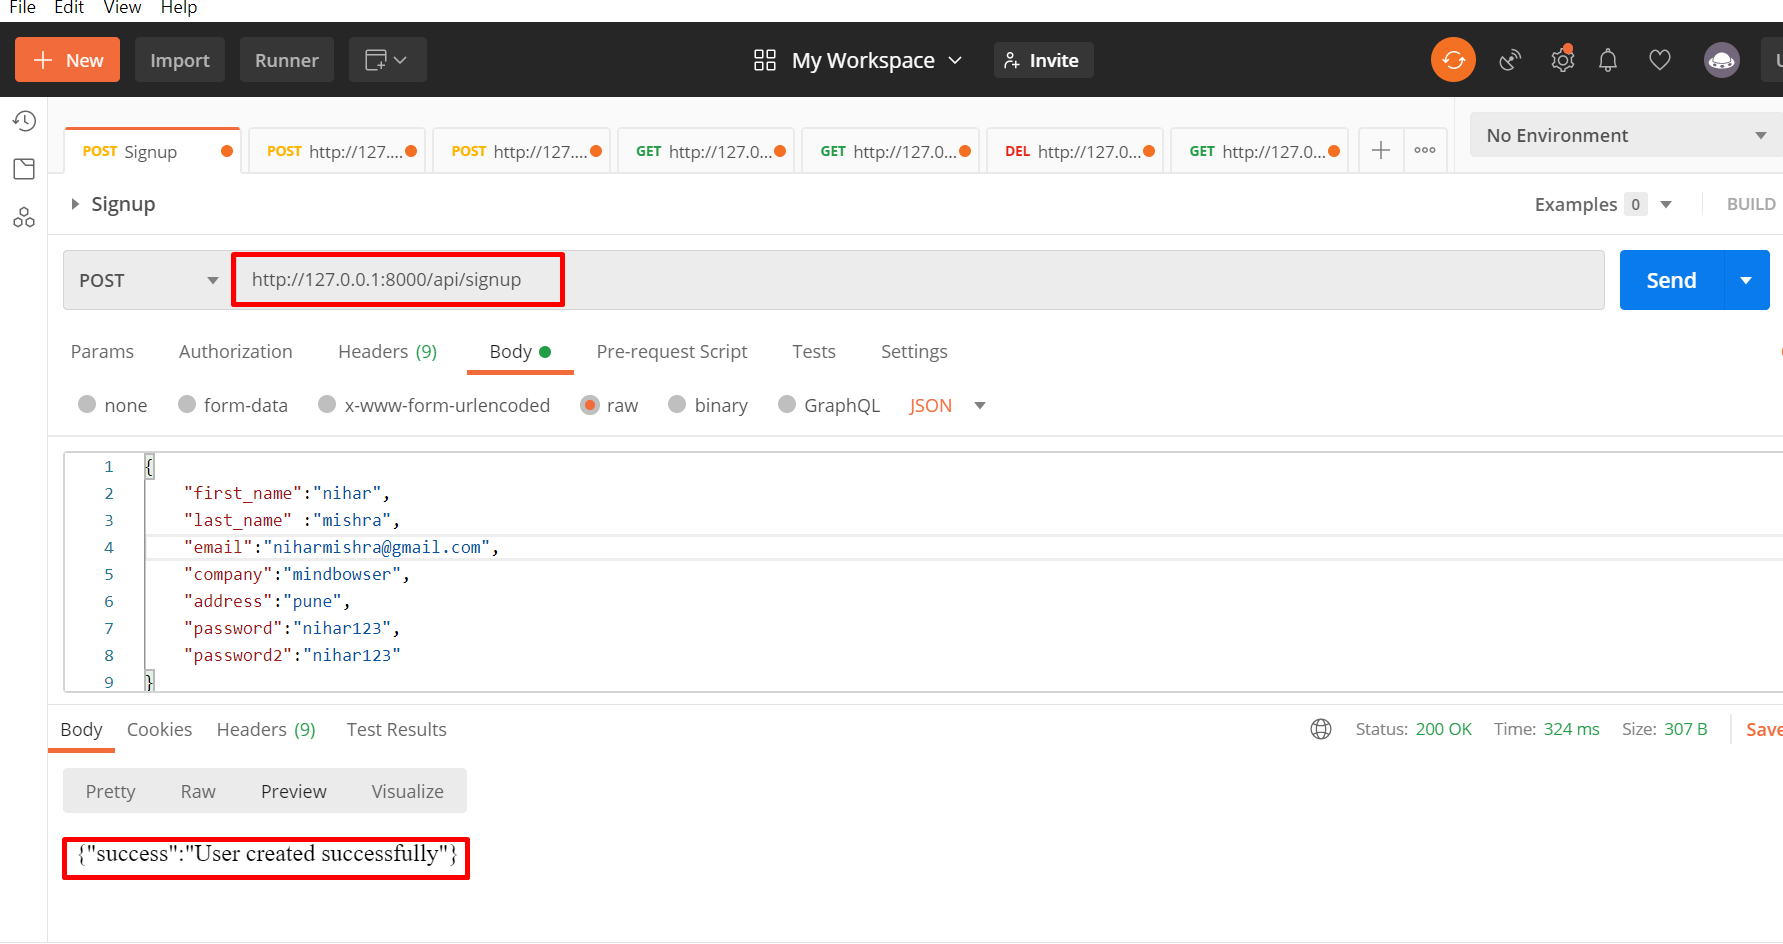 File Edit View Help
New Import Runner My Workspace Invite
POST Signup POST http://127.... POST http://127.... GET http://127.0... GET http://127.0... DEL http://127.0... GET http://127.0... No Environment
Signup Examples 0 BUILD
POST http://127.0.0.1:8000/api/signup Send
Params Authorization Headers (9) Body Pre-request Script Tests Settings
none form-data x-www-form-urlencoded raw binary GraphQL JSON
1 {
2 "first_name":"nihar",
3 "last_name" :"mishra",
4 "email":"niharmishra@gmail.com",
5 "company":"mindbowser",
6 "address":"pune",
7 "password":"nihar123",
8 "password2":"nihar123"
9 }
Body Cookies Headers (9) Test Results Status: 200 OK Time: 324 ms Size: 307 B Save
Pretty Raw Preview Visualize
{"success":"User created successfully"}